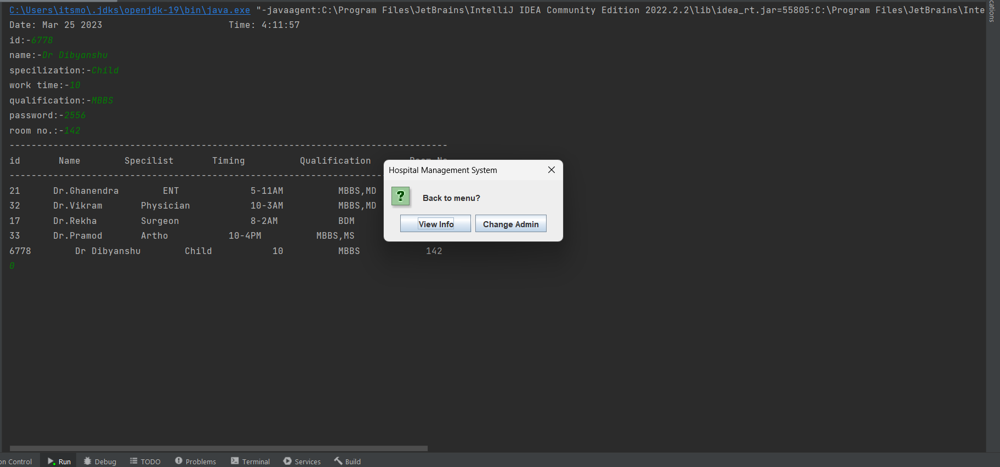 C:\Users\itsmo\.jdks\openjdk-19\bin\java.exe "-javaagent:C:\Program Files\JetBrains\IntelliJ IDEA Community Edition 2022.2.2\lib\idea_rt.jar=55805:C:\Program Files\JetBrains\Inte
cations
Date: Mar 25 2023 Time: 4:11:57
id:-6778
name:-Dr Dibyanshu
specilization:-Child
work time:-10
qualification:-MBBS
password:-2556
room no.:-142
--------------------------------------------------------------------------------
id Name Specilist Timing Qualification
--------------------------------------------------------------------
21 Dr.Ghanendra ENT 5-11AM MBBS,MD
32 Dr.Vikram Physician 10-3AM MBBS,MD
17 Dr.Rekha Surgeon 8-2AM BDM
33 Dr.Pramod Artho 10-4PM MBBS,MS
6778 Dr Dibyanshu Child 10 MBBS 142
0
Hospital Management System
?
Back to menu?
View Info Change Admin
on Control Run Debug TODO Problems Terminal Services Build